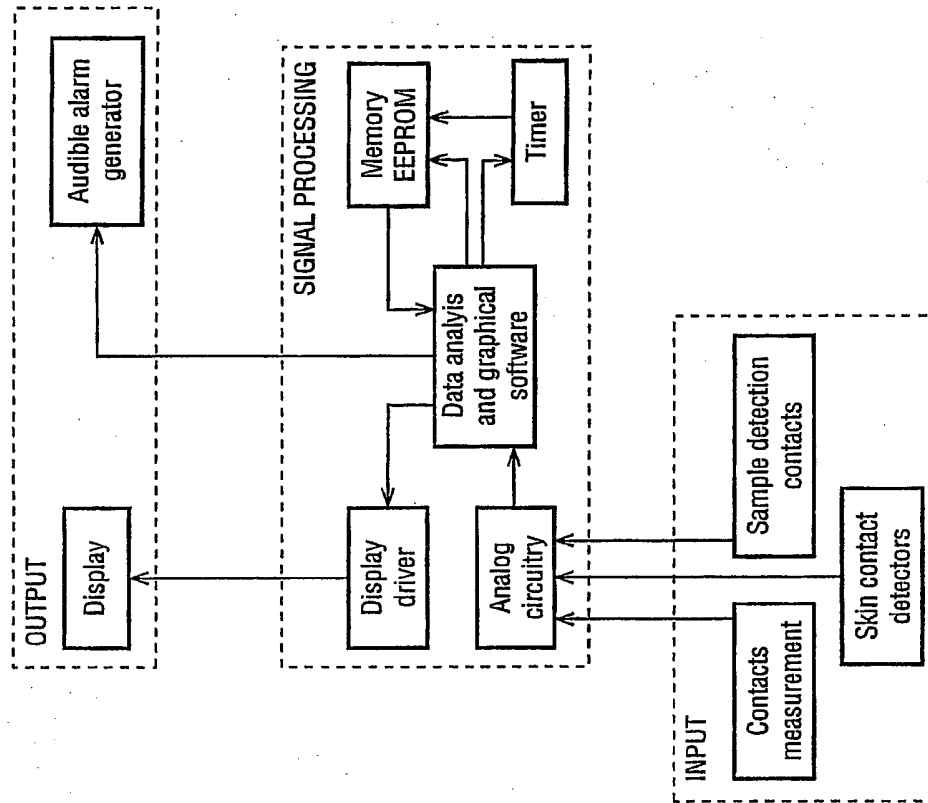 OUTPUT
Display
Audible alarm
generator
SIGNAL PROCESSING
Display
driver
Memory
EEPROM
Analog
circuitry
Data analyis
and graphical
software
Timer
INPUT
Contacts
measurement
Sample detection
contacts
Skin contact
detectors